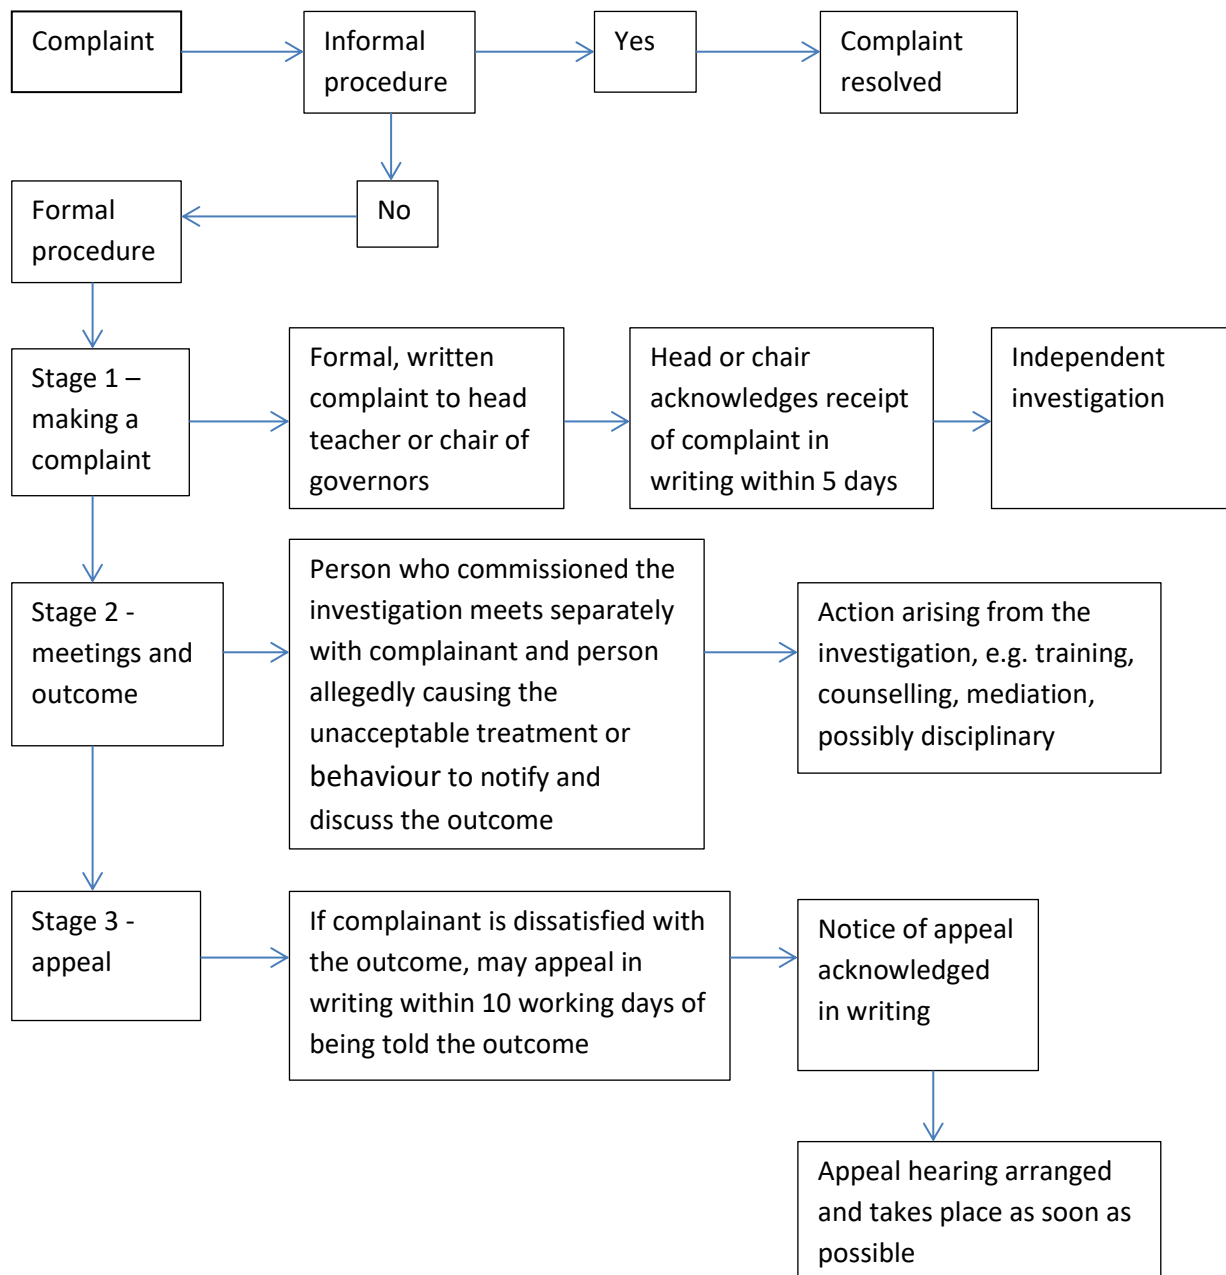 Complaint
Informal
procedure
Yes
Complaint
resolved
No
Formal
procedure
Stage 1 –
making a
complaint
Formal, written
complaint to head
teacher or chair of
governors
Head or chair
acknowledges receipt
of complaint in
writing within 5 days
Independent
investigation
Stage 2 -
meetings and
outcome
Person who commissioned the
investigation meets separately
with complainant and person
allegedly causing the
unacceptable treatment or
behaviour to notify and
discuss the outcome
Action arising from the
investigation, e.g. training,
counselling, mediation,
possibly disciplinary
Stage 3 -
appeal
If complainant is dissatisfied with
the outcome, may appeal in
writing within 10 working days of
being told the outcome
Notice of appeal
acknowledged
in writing
Appeal hearing arranged
and takes place as soon as
possible